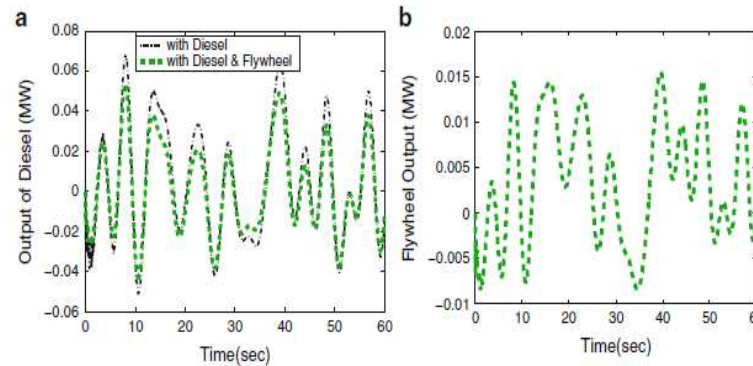 a
Output of Diesel (MW)
0.08
0.06
0.04
0.02
0
−0.02
−0.04
−0.06
with Diesel
with Diesel & Flywheel
0 10 20 30 40 50 60
Time(sec)
b
Flywheel Output (MW)
0.02
0.015
0.01
0.005
0
−0.005
−0.01
0 10 20 30 40 50 60
Time(sec)